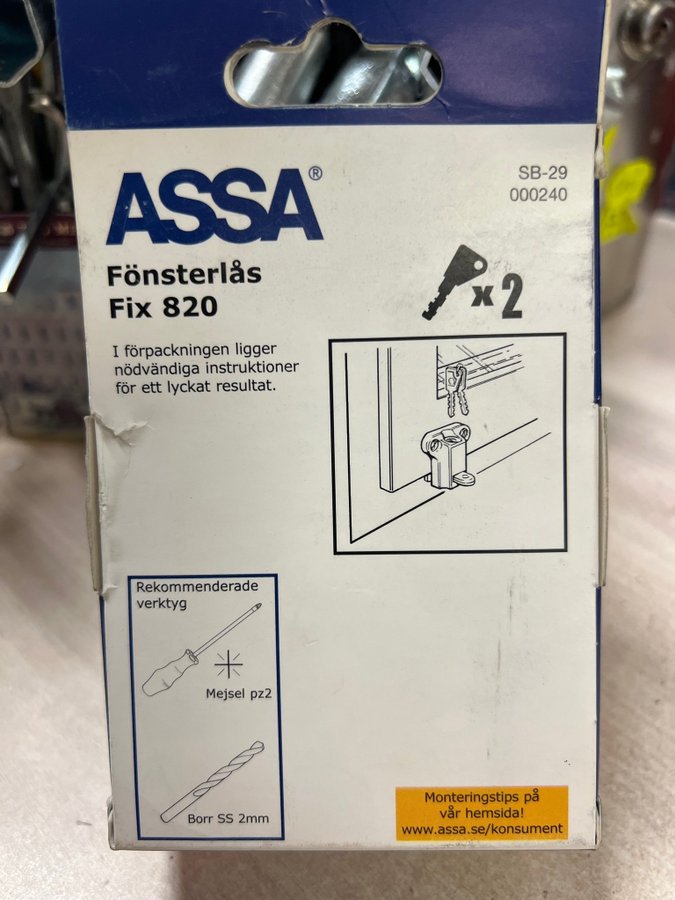 ASSA®
SB-29
000240
Fönsterlås
Fix 820
x 2
I förpackningen ligger
nödvändiga instruktioner
för ett lyckat resultat.
Rekommenderade
verktyg
Mejsel pz2
Borr SS 2mm
Monteringstips på
vår hemsida!
www.assa.se/konsument